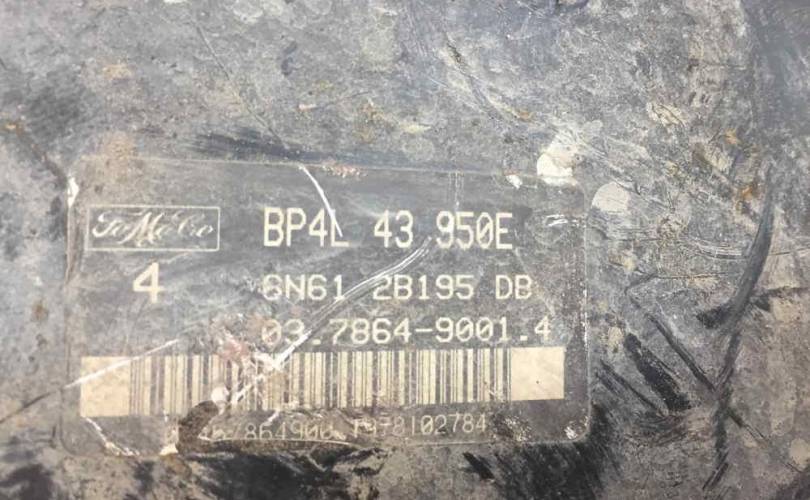 FoMoCo
BP4L 43 950E
4
6N61 2B195 DB
03.7864-9001.4